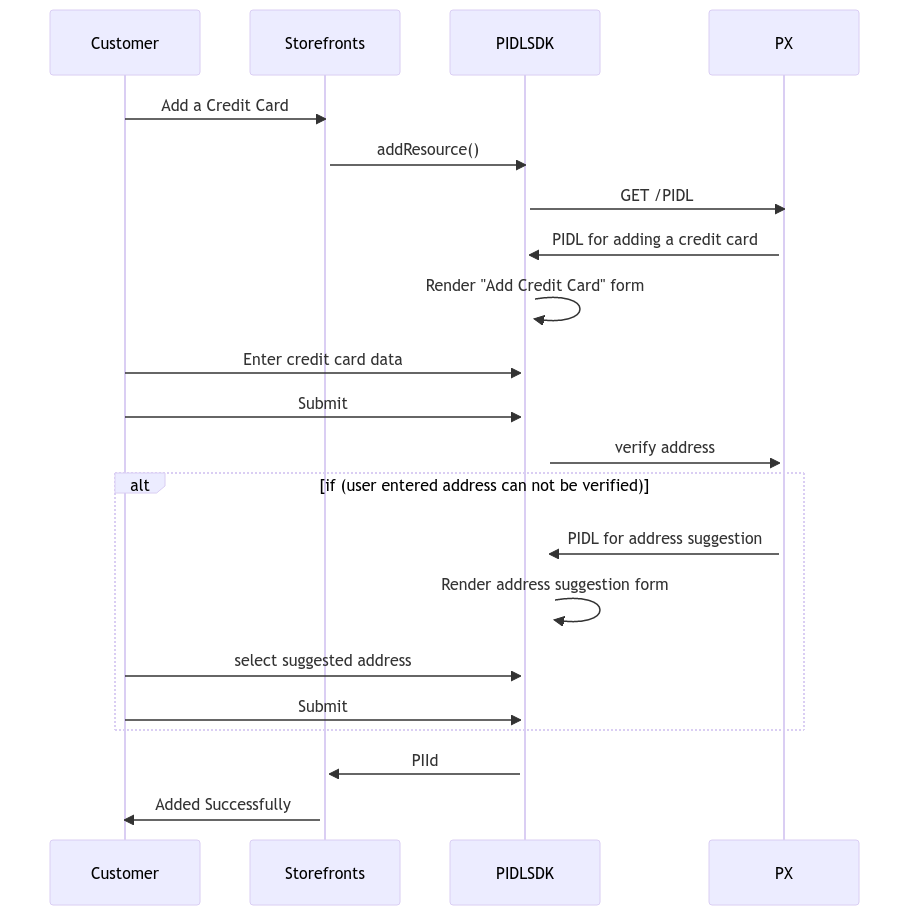 Customer
Storefronts
PIDLSDK
PX
Add a Credit Card
addResource()
GET /PIDL
PIDL for adding a credit card
Render "Add Credit Card" form
Enter credit card data
Submit
verify address
alt
[if (user entered address can not be verified)]
PIDL for address suggestion
Render address suggestion form
select suggested address
Submit
PIId
Added Successfully
Customer
Storefronts
PIDLSDK
PX